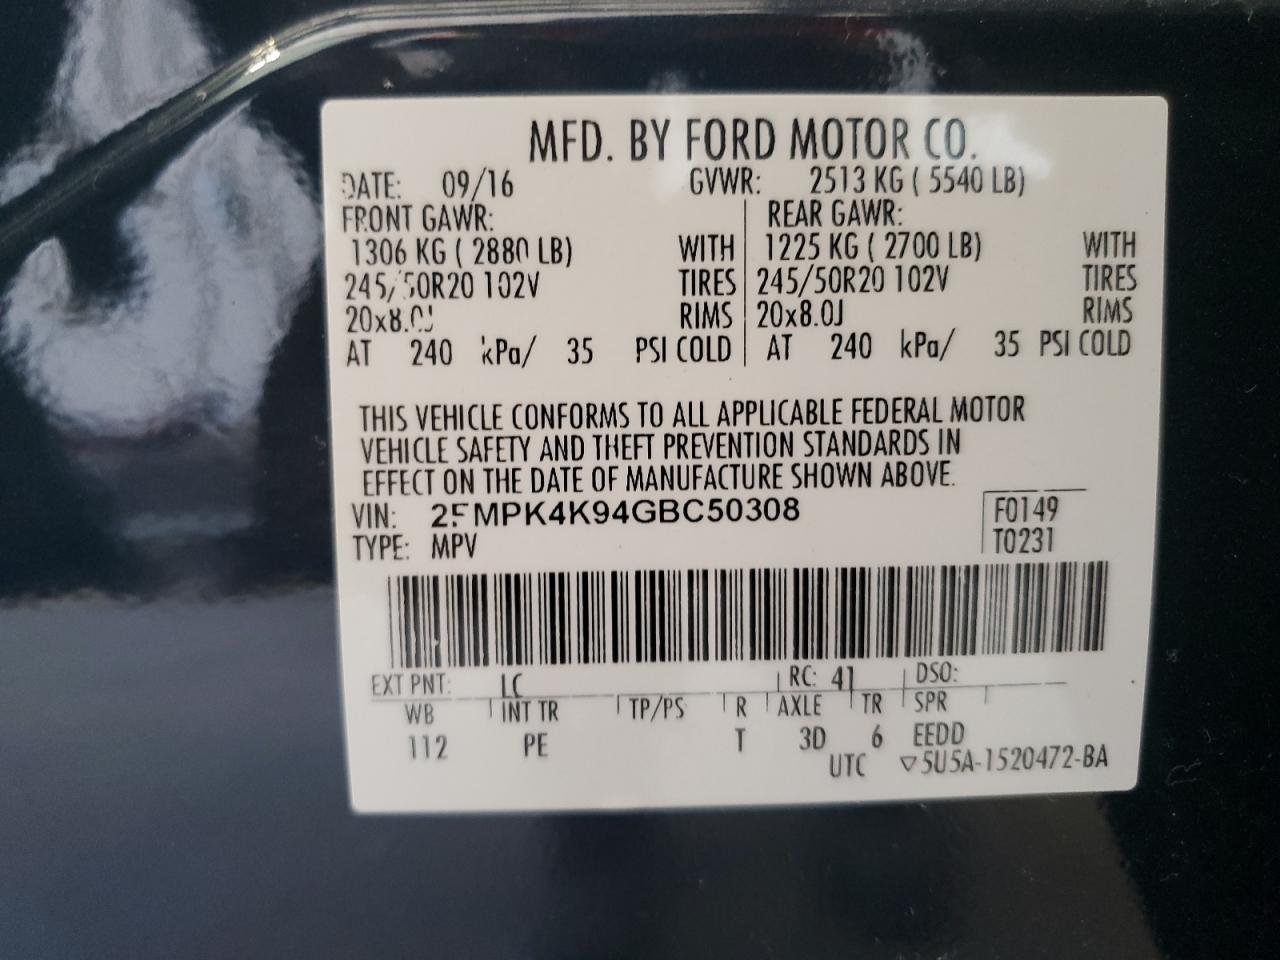 MFD. BY FORD MOTOR CO.
DATE: 09/16 GVWR: 2513 KG ( 5540 LB)
FRONT GAWR: REAR GAWR:
1306 KG ( 2880 LB) WITH 1225 KG ( 2700 LB) WITH
245/50R20 102V TIRES 245/50R20 102V TIRES
20x8.0J RIMS 20x8.0J RIMS
AT 240 kPa/ 35 PSI COLD AT 240 kPa/ 35 PSI COLD
THIS VEHICLE CONFORMS TO ALL APPLICABLE FEDERAL MOTOR
VEHICLE SAFETY AND THEFT PREVENTION STANDARDS IN
EFFECT ON THE DATE OF MANUFACTURE SHOWN ABOVE.
VIN: 2FMPK4K94GBC50308 F0149
TYPE: MPV T0231
EXT PNT: LC RC: 41 DSO:
WB INT TR TP/PS R AXLE TR SPR
112 PE T 3D 6 EEDD
UTC ▽5U5A-1520472-BA